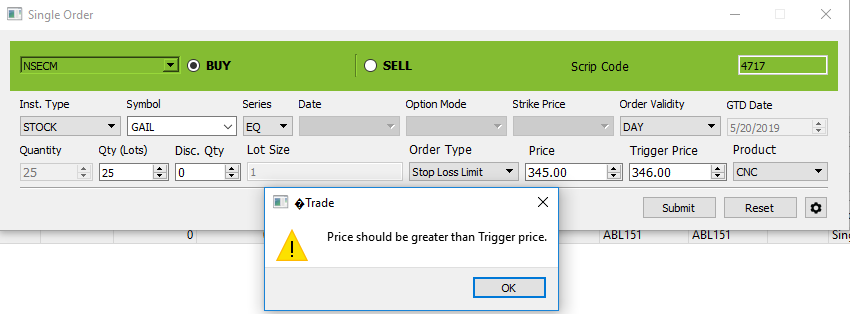 Single Order
NSECM BUY SELL Scrip Code 4717
Inst. Type Symbol Series Date Option Mode Strike Price Order Validity GTD Date
STOCK GAIL EQ DAY 5/20/2019
Quantity Qty (Lots) Disc. Qty Lot Size Order Type Price Trigger Price Product
25 25 0 1 Stop Loss Limit 345.00 346.00 CNC
�Trade
Submit Reset
Price should be greater than Trigger price.
0 ABL151 ABL151 Sin
OK